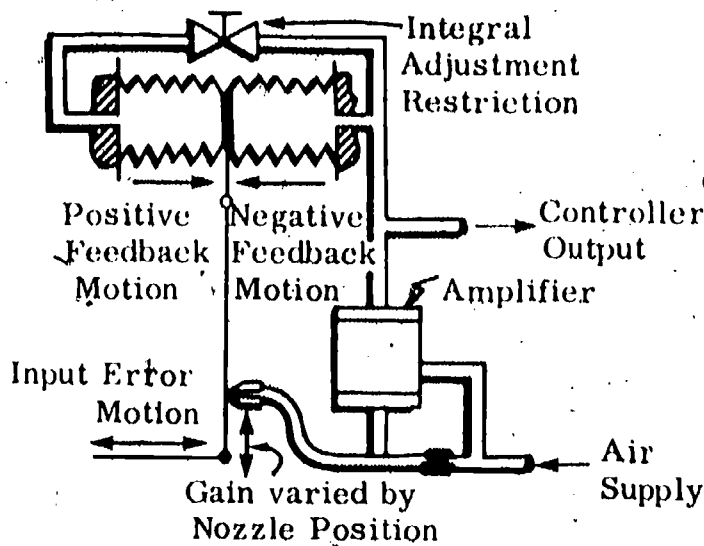 Integral
Adjustment
Restriction
Positive
Feedback
Motion
Negative
Feedback
Motion
Controller
Output
Amplifier
Input Error
Motion
Air
Supply
Gain varied by
Nozzle Position